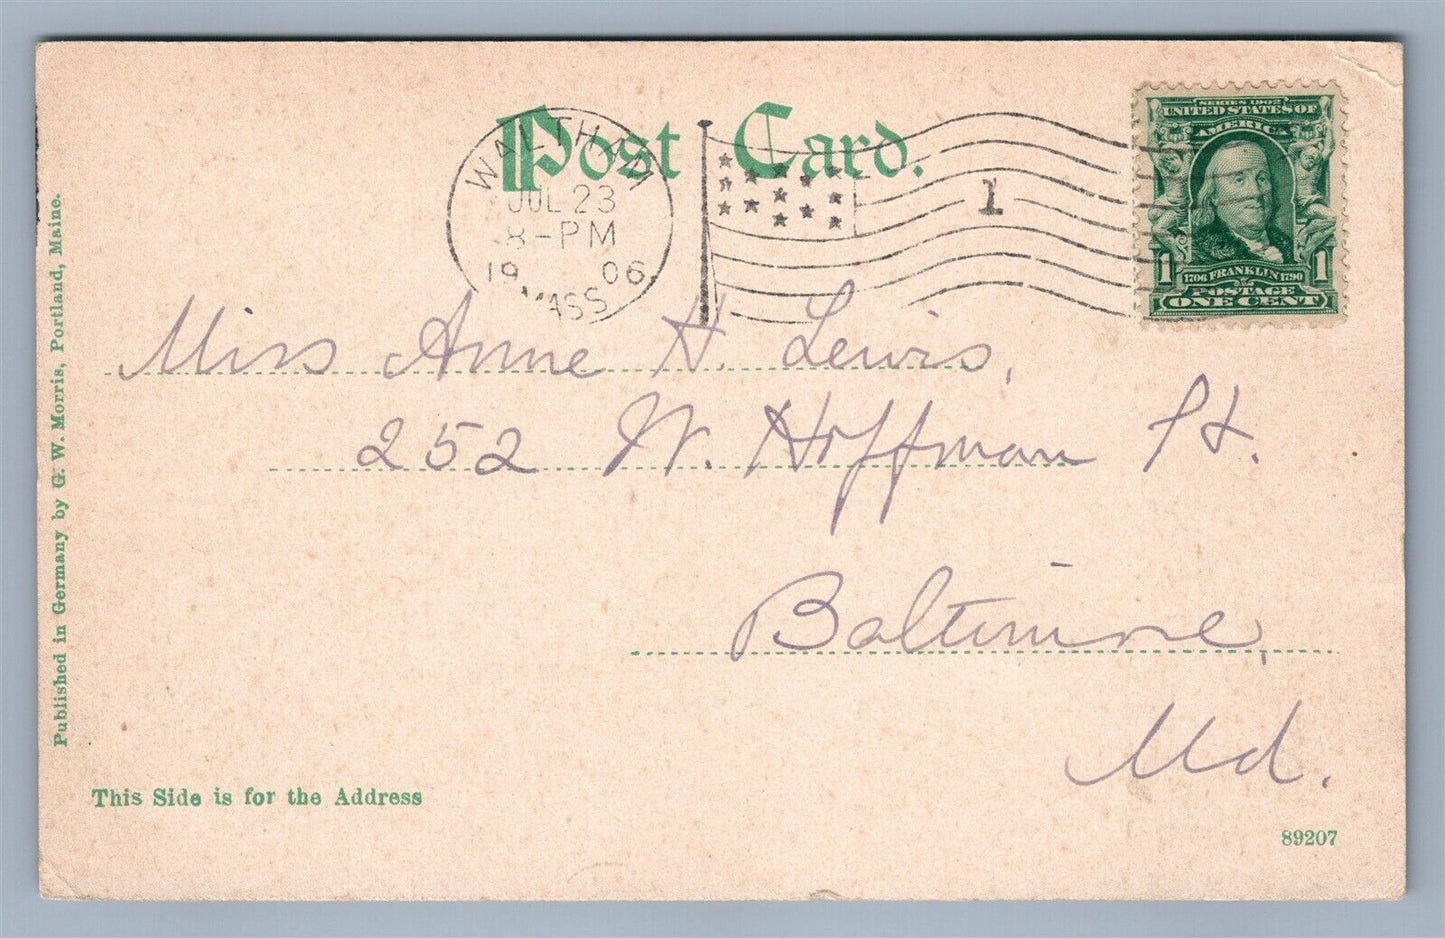 Post Card.
WALTHAM
JUL 23
8-PM
19 06
MASS
1
SERIES 1902
UNITED STATES OF
AMERICA
1706 FRANKLIN 1790
1 POSTAGE 1
ONE CENT
Miss Anne H. Lewis,
252 W. Hoffman St.
Baltimore,
Md.
Published in Germany by G. W. Morris, Portland, Maine.
This Side is for the Address
89207